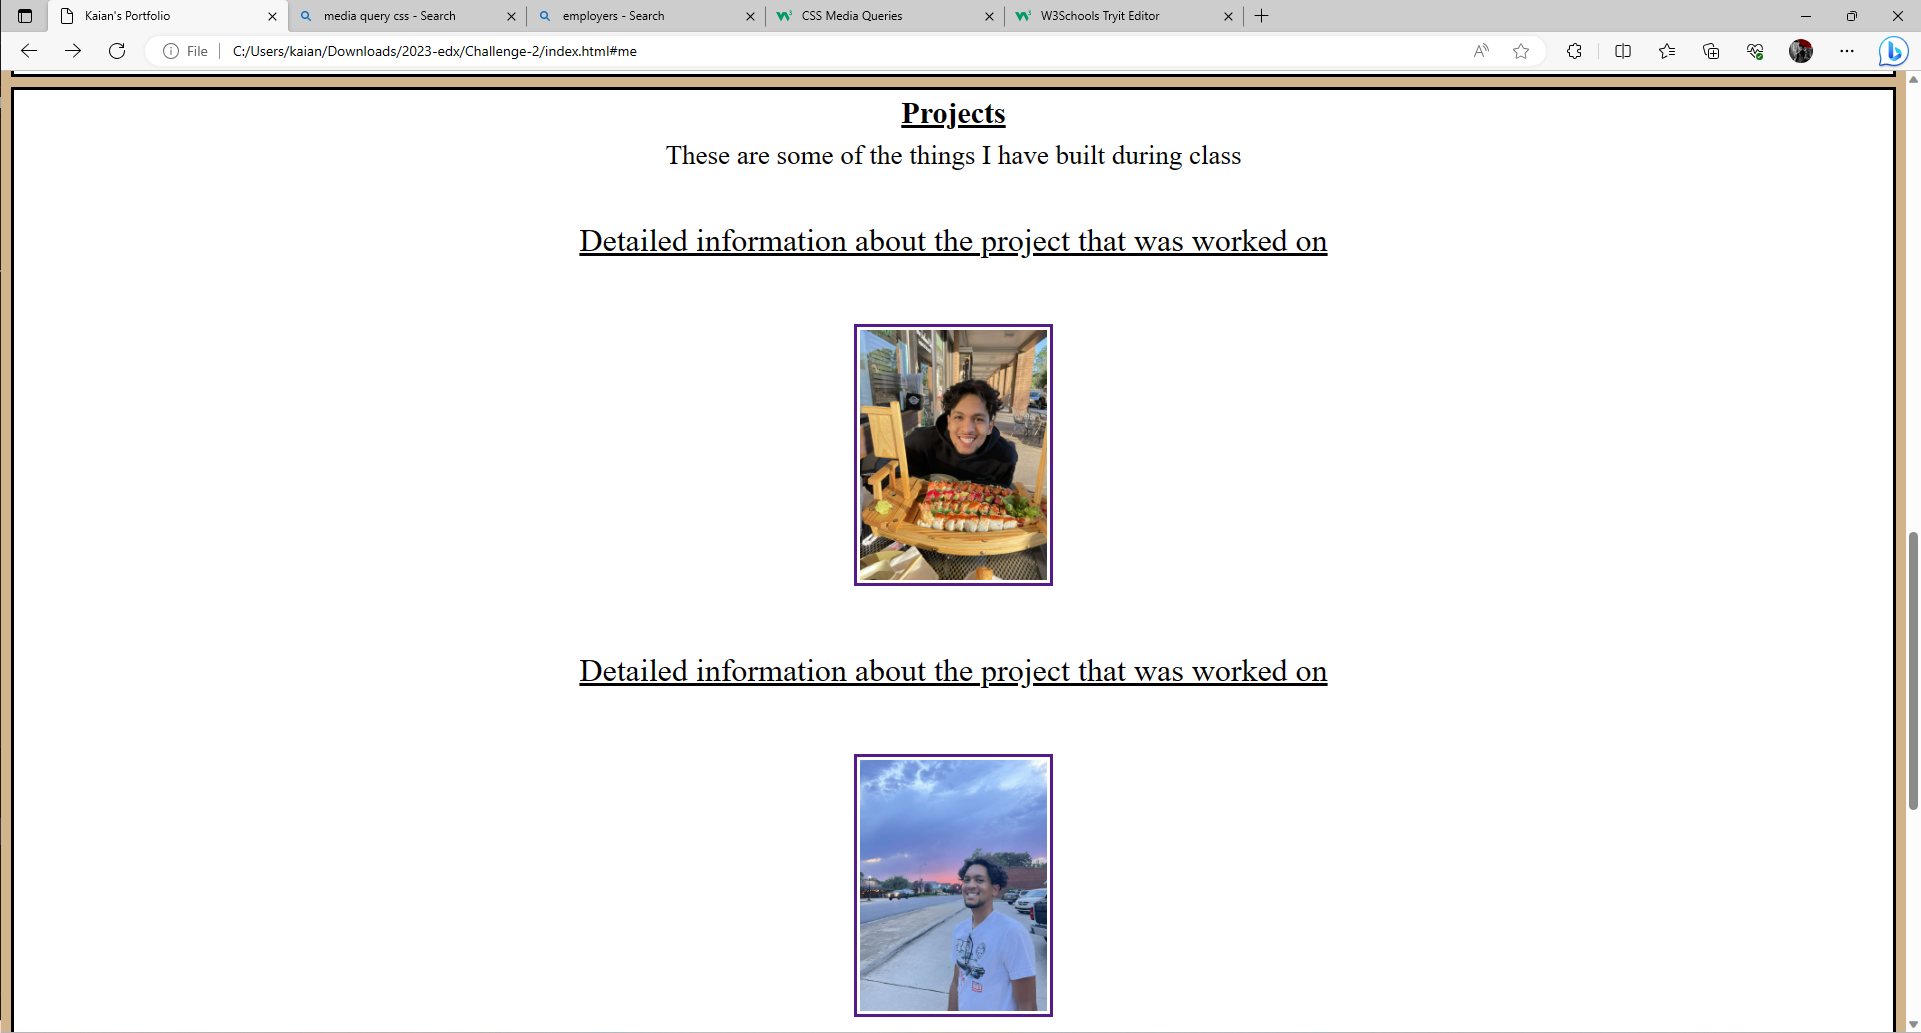 Kaian's Portfolio
media query css - Search
employers - Search
CSS Media Queries
W3Schools Tryit Editor
File
C:/Users/kaian/Downloads/2023-edx/Challenge-2/index.html#me
Projects
These are some of the things I have built during class
Detailed information about the project that was worked on
Detailed information about the project that was worked on